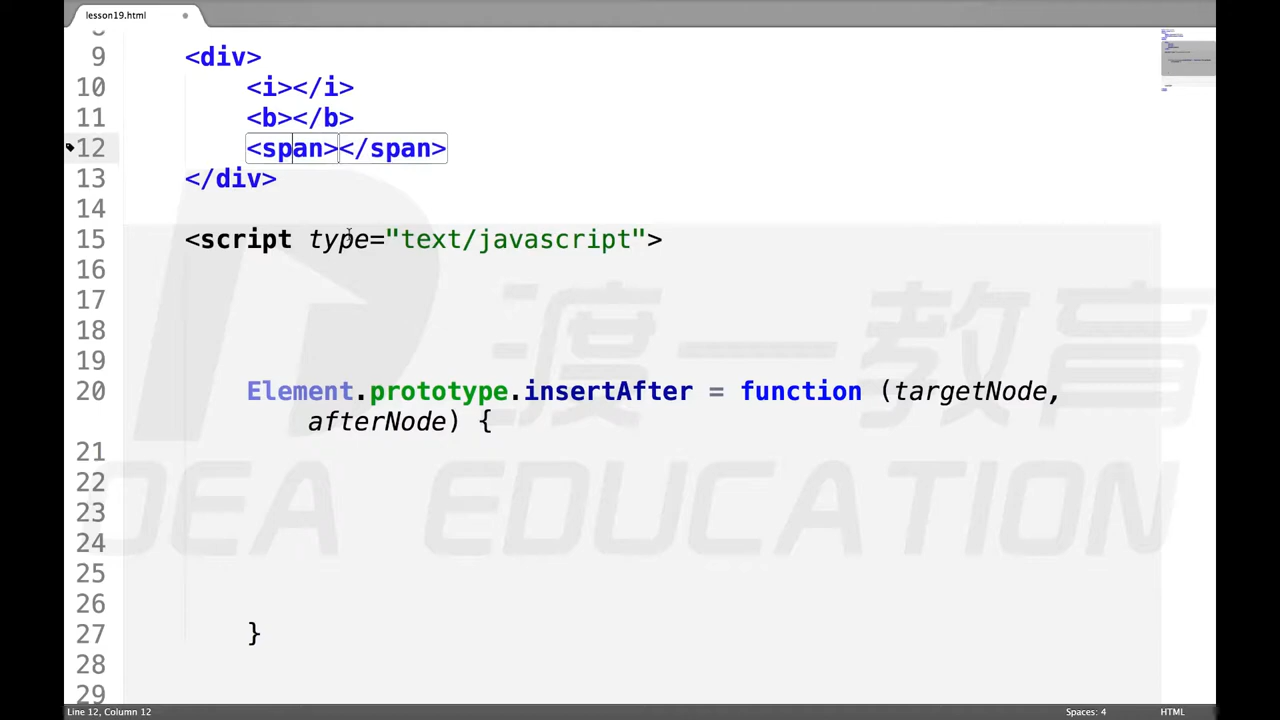 lesson19.html
9 <div>
10 <i></i>
11 <b></b>
12 <span></span>
13 </div>
14
15 <script type="text/javascript">
16
17
18
19
20 Element.prototype.insertAfter = function (targetNode,
afterNode) {
21
22
23
24
25
26
27 }
28
29
渡一教育
DEA EDUCATION
Line 12, Column 12
Spaces: 4
HTML